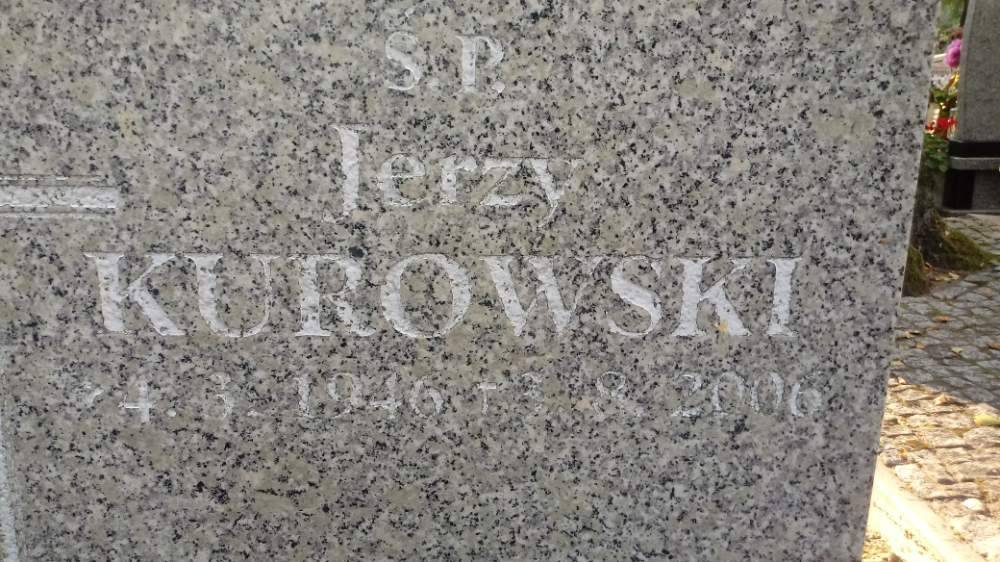 Ś.P.
Jerzy
KUROWSKI
* 4. 3. 1946 † 3. 8. 2006